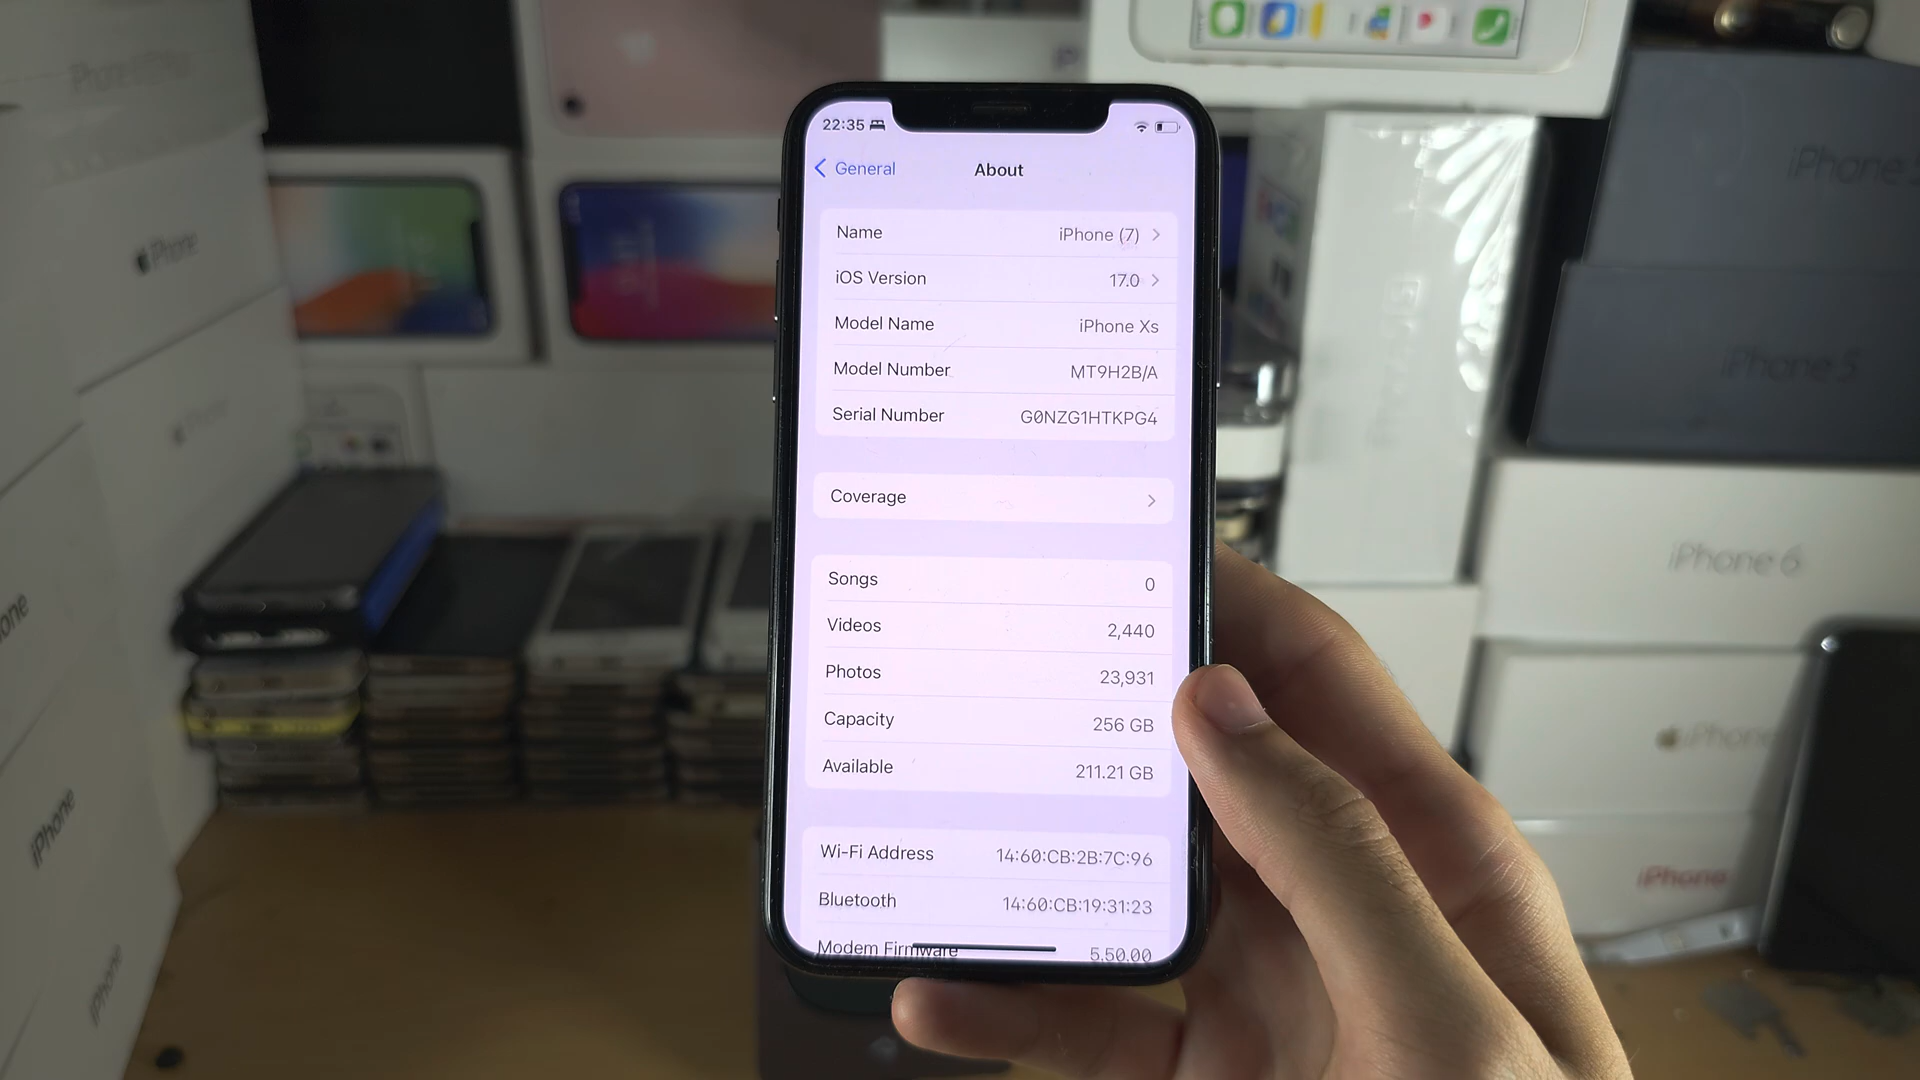 22:35
General
About
Name iPhone (7)
iOS Version 17.0
Model Name iPhone Xs
Model Number MT9H2B/A
Serial Number G0NZG1HTKPG4
Coverage
Songs 0
Videos 2,440
Photos 23,931
Capacity 256 GB
Available 211.21 GB
Wi-Fi Address 14:60:CB:2B:7C:96
Bluetooth 14:60:CB:19:31:23
Modem Firmware 5.50.00
iPhone
iPhone
iPhone
iPhone
iPhone 5
iPhone 6
iPhone
iPhone